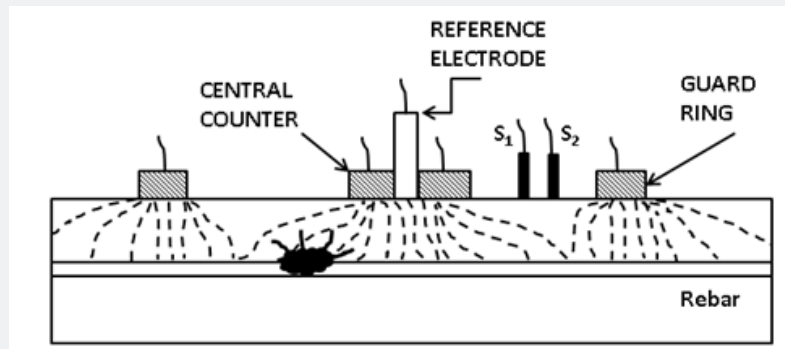 REFERENCE
ELECTRODE
CENTRAL
COUNTER
GUARD
RING
S1 S2
Rebar